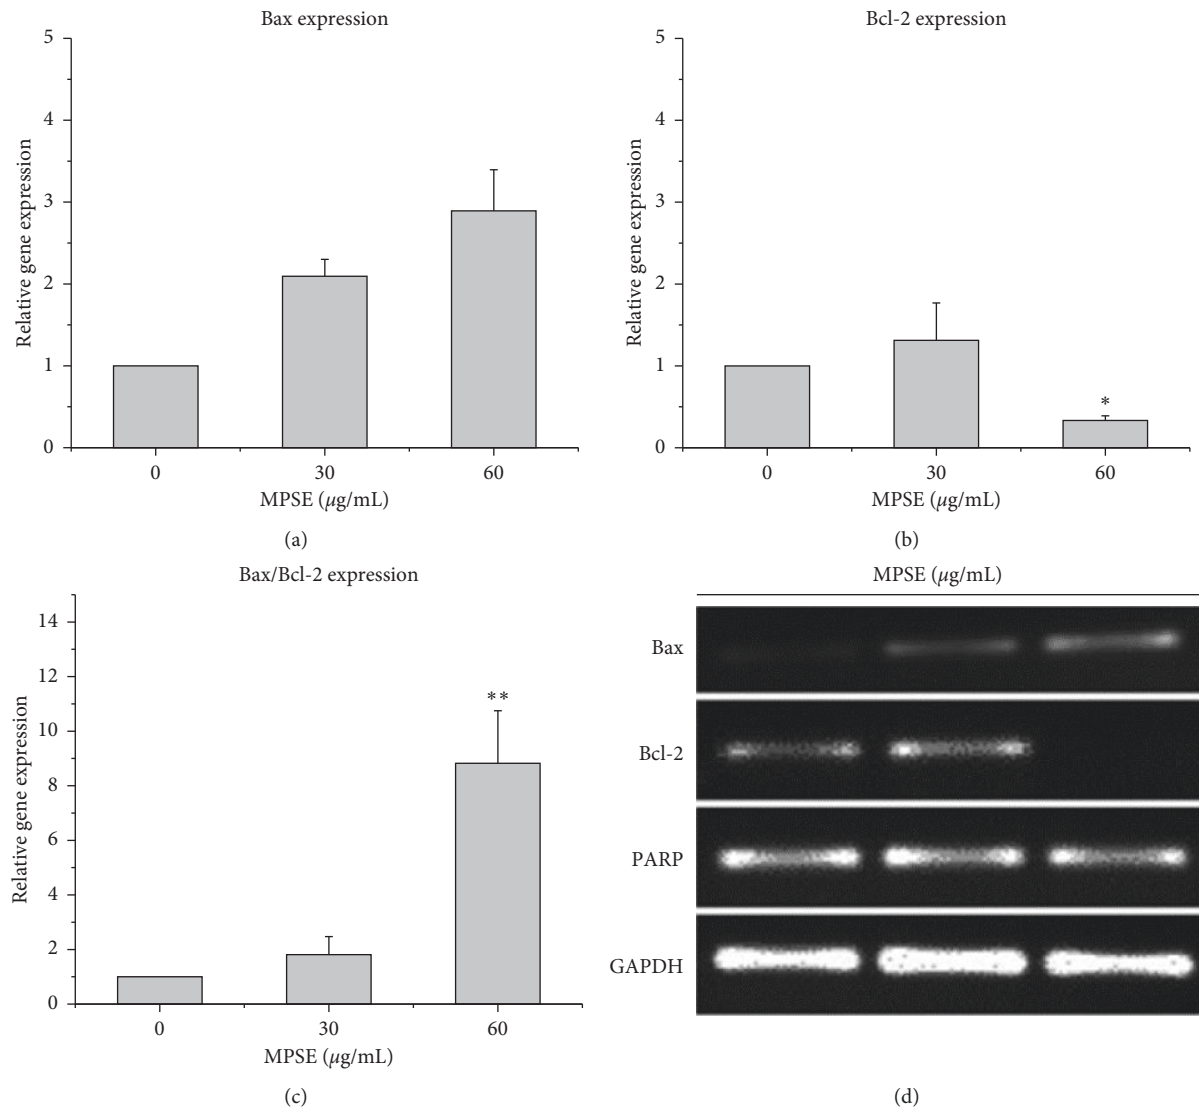 Bax expression
5
4
3
2
1
0
Relative gene expression
0 30 60
MPSE (µg/mL)
(a)
Bcl-2 expression
5
4
3
2
1
0
Relative gene expression
*
0 30 60
MPSE (µg/mL)
(b)
Bax/Bcl-2 expression
14
12
10
8
6
4
2
0
Relative gene expression
**
0 30 60
MPSE (µg/mL)
(c)
MPSE (µg/mL)
Bax
Bcl-2
PARP
GAPDH
(d)